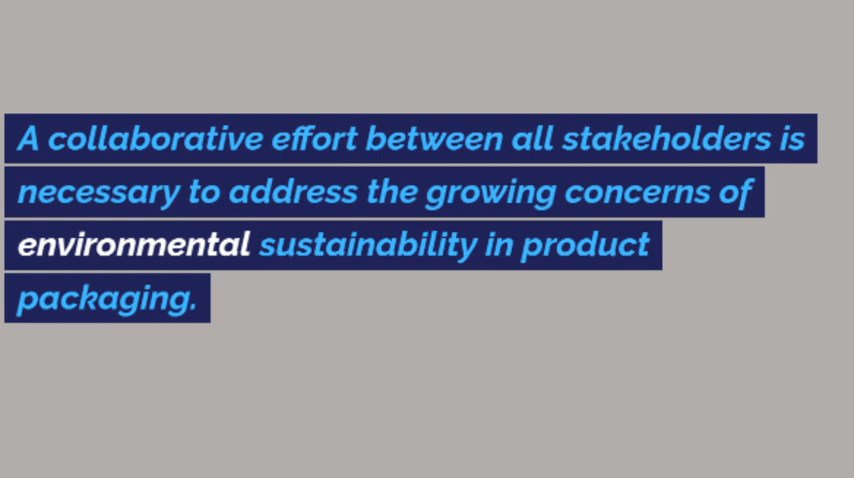 A collaborative effort between all stakeholders is
necessary to address the growing concerns of
environmental sustainability in product
packaging.